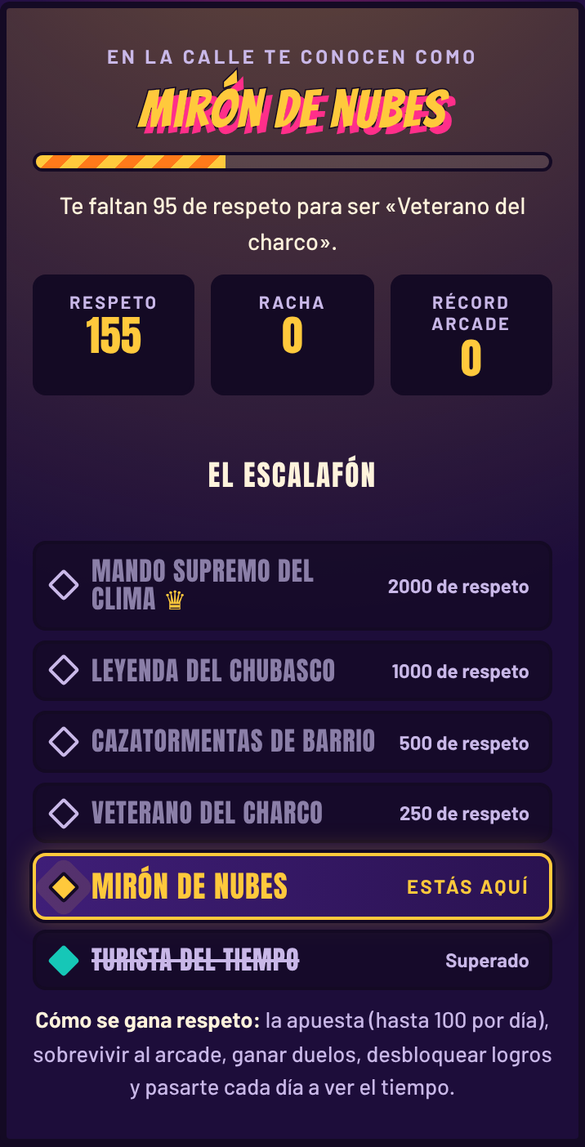 EN LA CALLE TE CONOCEN COMO
MIRÓN DE NUBES
Te faltan 95 de respeto para ser «Veterano del
charco».
RESPETO
155
RACHA
0
RÉCORD
ARCADE
0
EL ESCALAFÓN
MANDO SUPREMO DEL
CLIMA ♛
2000 de respeto
LEYENDA DEL CHUBASCO
1000 de respeto
CAZATORMENTAS DE BARRIO
500 de respeto
VETERANO DEL CHARCO
250 de respeto
MIRÓN DE NUBES
ESTÁS AQUÍ
TURISTA DEL TIEMPO
Superado
Cómo se gana respeto: la apuesta (hasta 100 por día),
sobrevivir al arcade, ganar duelos, desbloquear logros
y pasarte cada día a ver el tiempo.